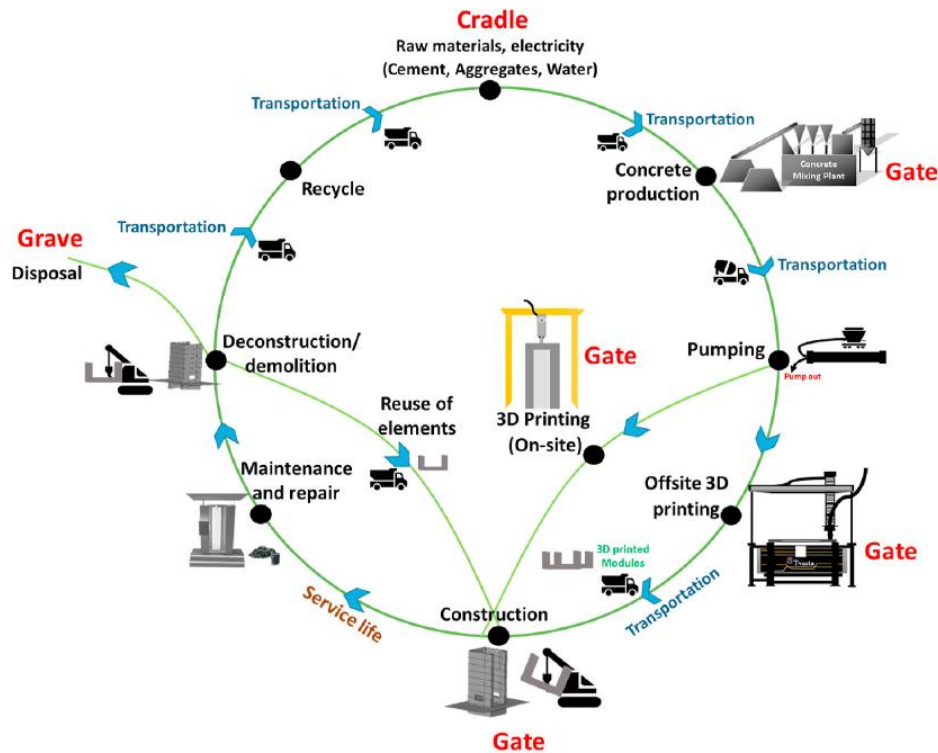 Cradle
Raw materials, electricity
(Cement, Aggregates, Water)
Transportation
Transportation
Concrete
production
Concrete
Mixing Plant
Gate
Recycle
Transportation
Grave
Disposal
Transportation
Deconstruction/
demolition
Gate
3D Printing
(On-site)
Pumping
Pump out
Reuse of
elements
Maintenance
and repair
Offsite 3D
printing
Tvasta
Gate
3D printed
Modules
Transportation
Service life
Construction
Gate